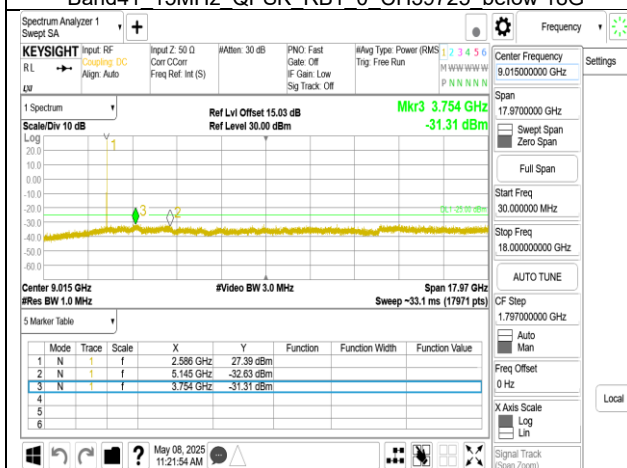 Band41_15MHz_QPSK_RB1_0_CH39725_below 18G
Spectrum Analyzer 1
Swept SA
Frequency
KEYSIGHT
RL
Input: RF
Coupling: DC
Align: Auto
Input Z: 50 Ω
Corr CCorr
Freq Ref: Int (S)
#Atten: 30 dB
PNO: Fast
Gate: Off
IF Gain: Low
Sig Track: Off
#Avg Type: Power (RMS
Trig: Free Run
1 2 3 4 5 6
M W W W W W
P N N N N N
Center Frequency
9.015000000 GHz
Settings
Span
17.9700000 GHz
Swept Span
Zero Span
Full Span
Start Freq
30.000000 MHz
Stop Freq
18.000000000 GHz
AUTO TUNE
CF Step
1.797000000 GHz
Auto
Man
Freq Offset
0 Hz
X Axis Scale
Log
Lin
Local
Signal Track
(Span Zoom)
1 Spectrum
Scale/Div 10 dB
Ref Lvl Offset 15.03 dB
Ref Level 30.00 dBm
Mkr3 3.754 GHz
-31.31 dBm
Log
20.0
10.0
0.00
-10.0
-20.0
-30.0
-40.0
-50.0
-60.0
1
3
2
DL1 -25.00 dBm
Center 9.015 GHz
#Res BW 1.0 MHz
#Video BW 3.0 MHz
Span 17.97 GHz
Sweep ~33.1 ms (17971 pts)
5 Marker Table
Mode Trace Scale X Y Function Function Width Function Value
1 N 1 f 2.586 GHz 27.39 dBm
2 N 1 f 5.145 GHz -32.63 dBm
3 N 1 f 3.754 GHz -31.31 dBm
4
5
6
?
May 08, 2025
11:21:54 AM